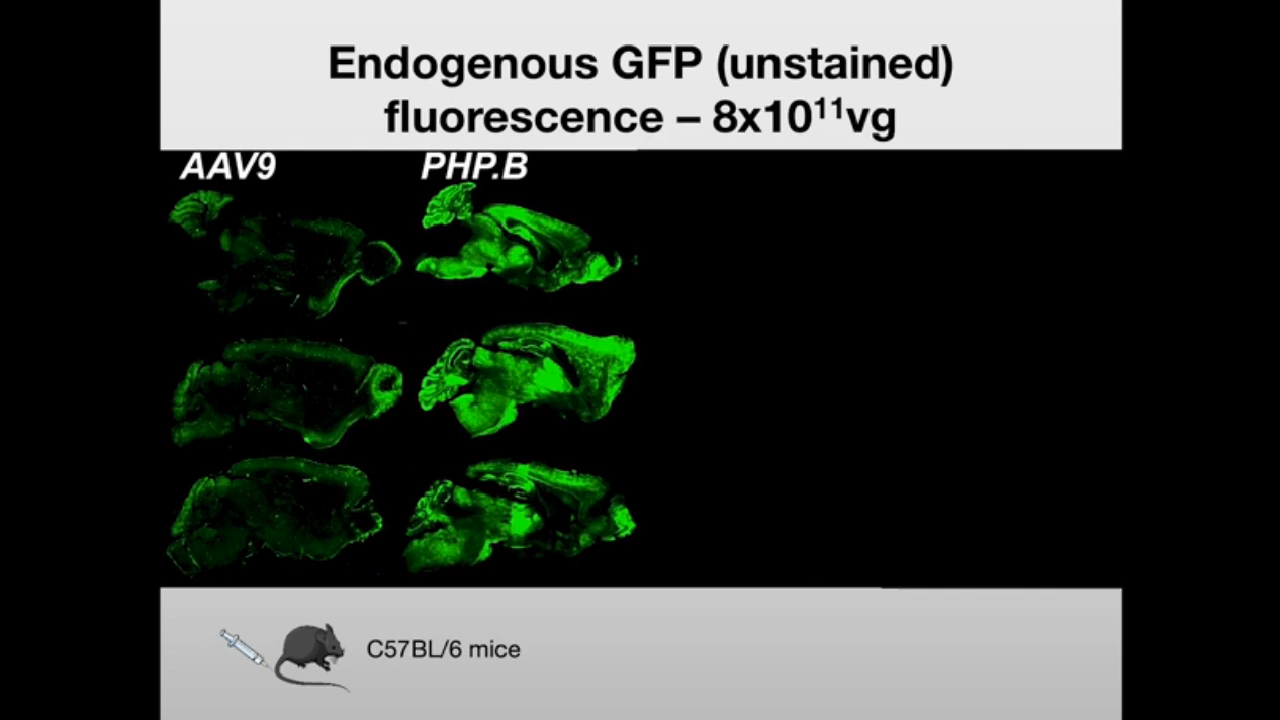 Endogenous GFP (unstained)
fluorescence – 8x10¹¹vg
AAV9
PHP.B
C57BL/6 mice